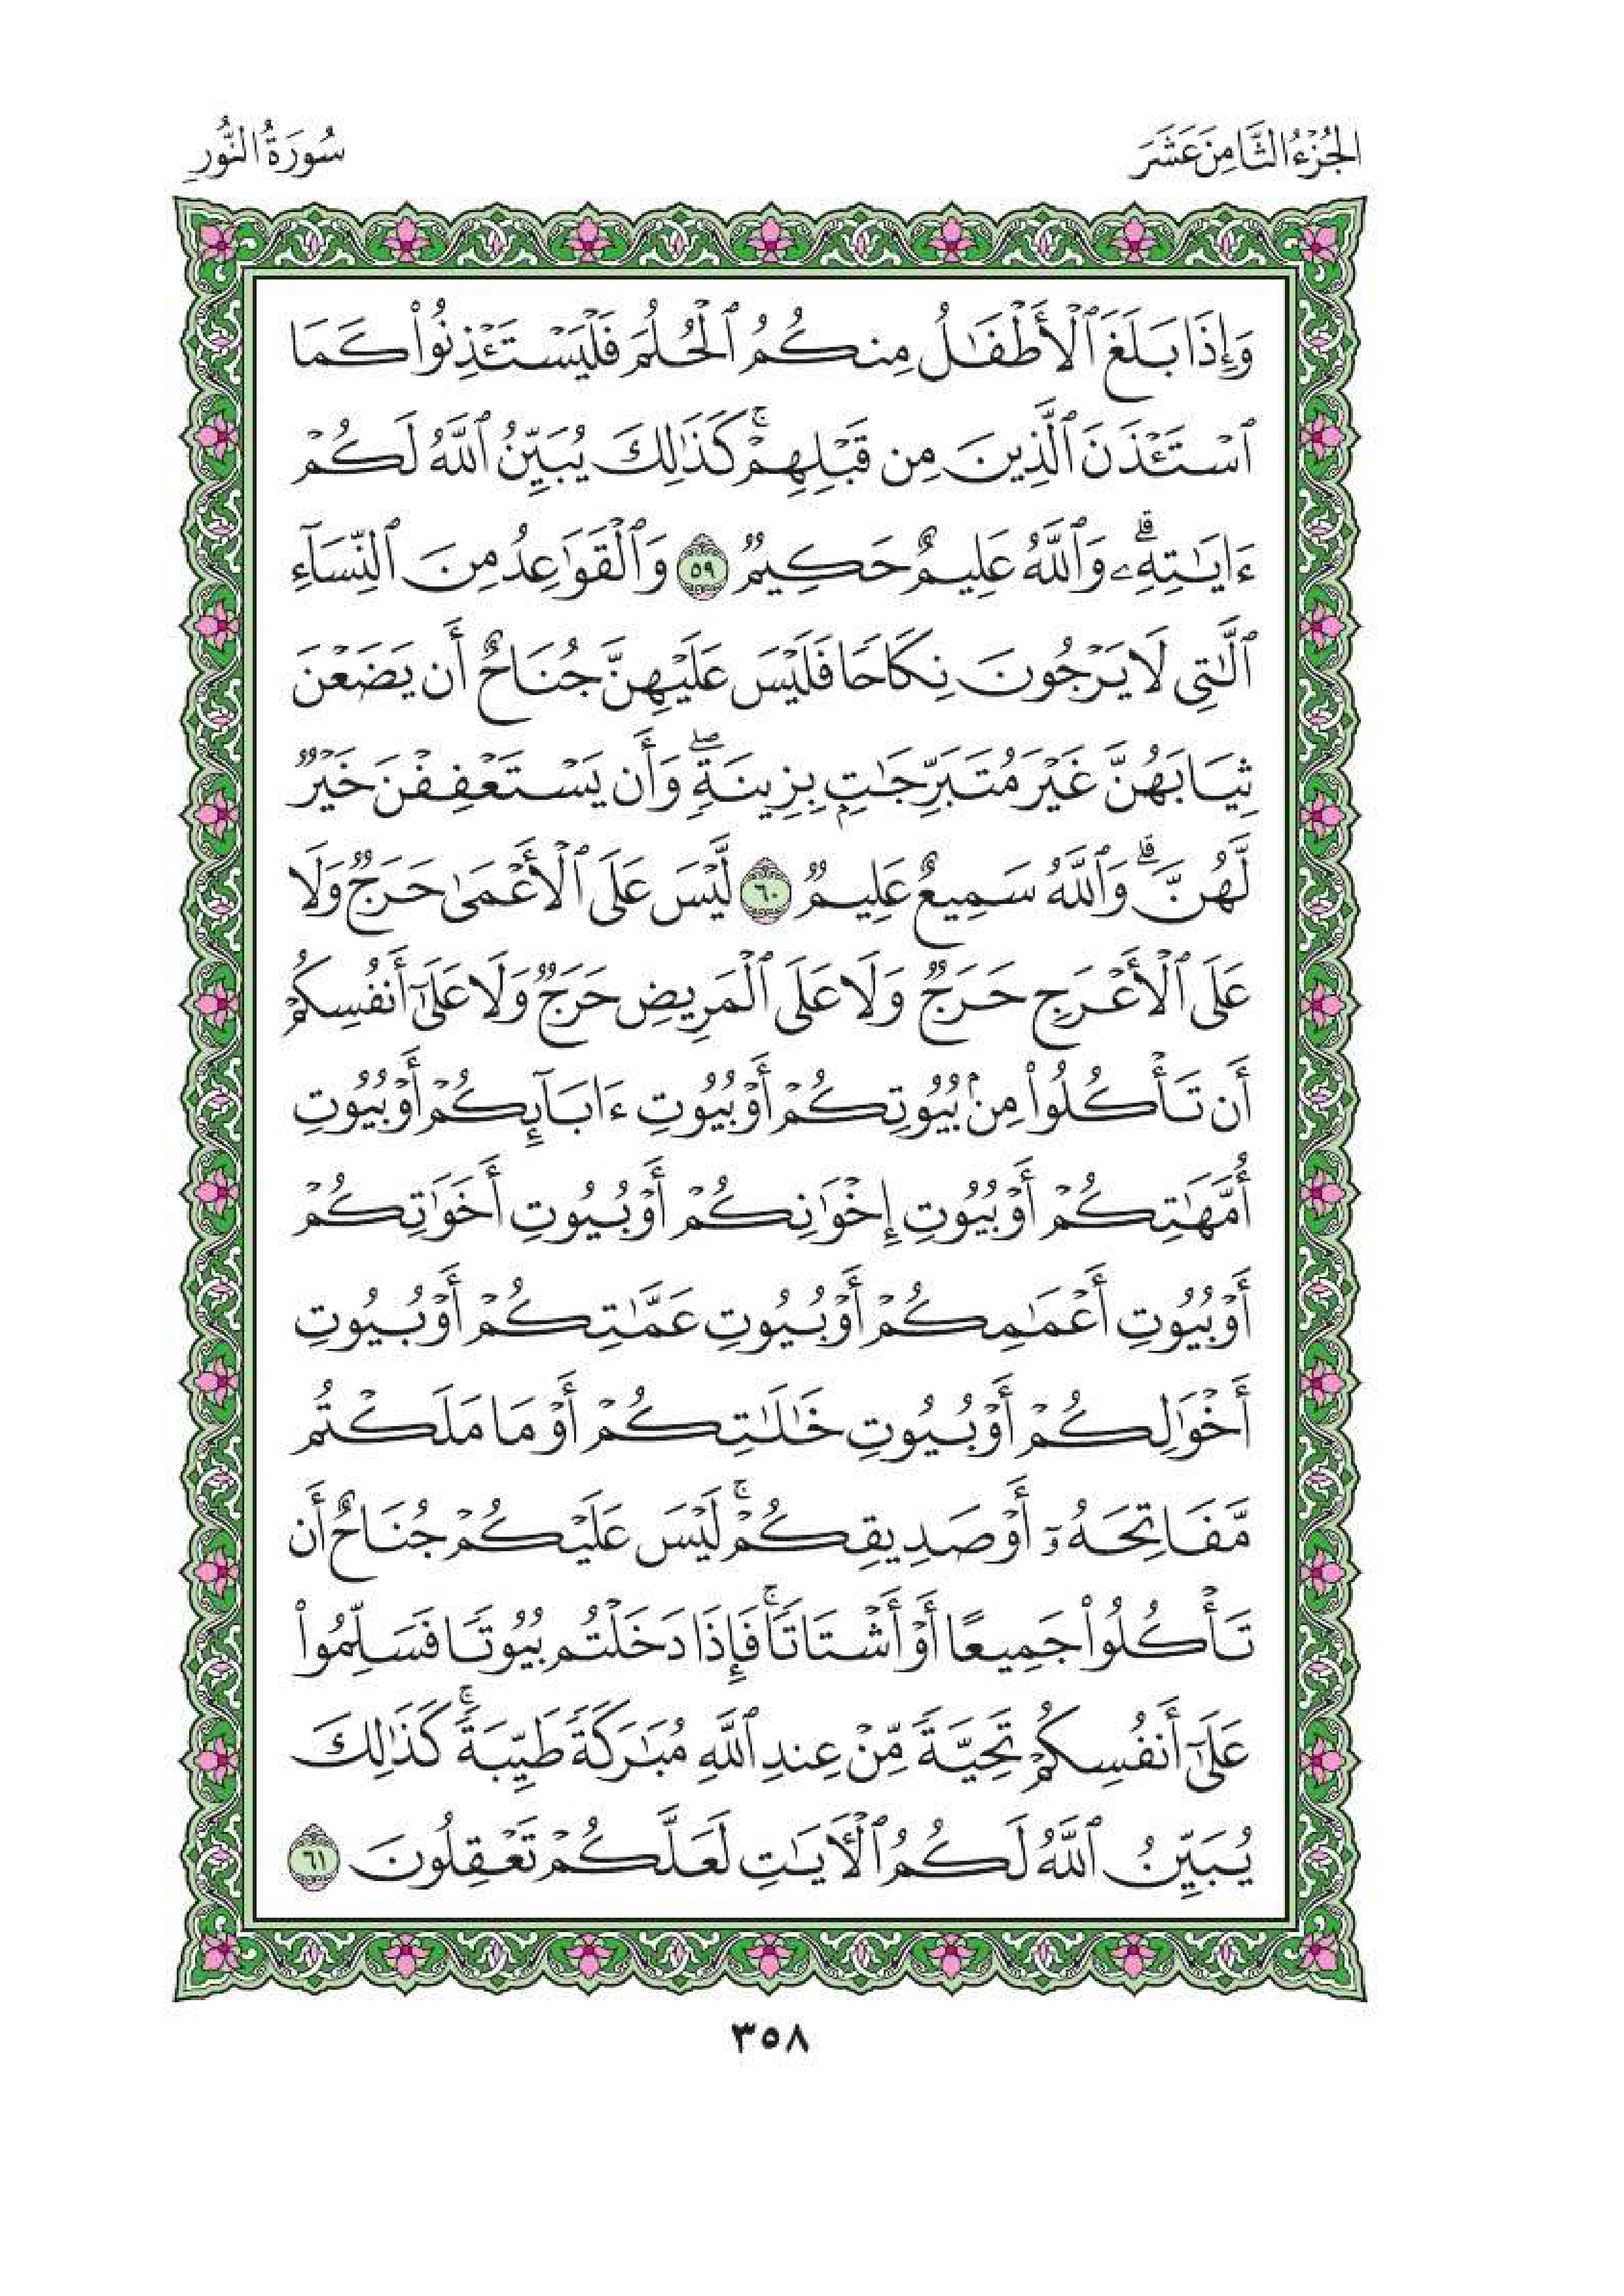 الجُزْءُ الثَّامِنَ عَشَرَ
سُورَةُ النُّورِ
وَإِذَا بَلَغَ ٱلْأَطْفَٰلُ مِنكُمُ ٱلْحُلُمَ فَلْيَسْتَـْٔذِنُوا۟ كَمَا
ٱسْتَـْٔذَنَ ٱلَّذِينَ مِن قَبْلِهِمْ ۚ كَذَٰلِكَ يُبَيِّنُ ٱللَّهُ لَكُمْ
ءَايَٰتِهِۦ ۗ وَٱللَّهُ عَلِيمٌ حَكِيمٌ ٥٩ وَٱلْقَوَٰعِدُ مِنَ ٱلنِّسَآءِ
ٱلَّٰتِى لَا يَرْجُونَ نِكَاحًا فَلَيْسَ عَلَيْهِنَّ جُنَاحٌ أَن يَضَعْنَ
ثِيَابَهُنَّ غَيْرَ مُتَبَرِّجَٰتٍۭ بِزِينَةٍ ۖ وَأَن يَسْتَعْفِفْنَ خَيْرٌ
لَّهُنَّ ۗ وَٱللَّهُ سَمِيعٌ عَلِيمٌ ٦٠ لَّيْسَ عَلَى ٱلْأَعْمَىٰ حَرَجٌ وَلَا
عَلَى ٱلْأَعْرَجِ حَرَجٌ وَلَا عَلَى ٱلْمَرِيضِ حَرَجٌ وَلَا عَلَىٰٓ أَنفُسِكُمْ
أَن تَأْكُلُوا۟ مِنۢ بُيُوتِكُمْ أَوْ بُيُوتِ ءَابَآئِكُمْ أَوْ بُيُوتِ
أُمَّهَٰتِكُمْ أَوْ بُيُوتِ إِخْوَٰنِكُمْ أَوْ بُيُوتِ أَخَوَٰتِكُمْ
أَوْ بُيُوتِ أَعْمَٰمِكُمْ أَوْ بُيُوتِ عَمَّٰتِكُمْ أَوْ بُيُوتِ
أَخْوَٰلِكُمْ أَوْ بُيُوتِ خَٰلَٰتِكُمْ أَوْ مَا مَلَكْتُم
مَّفَاتِحَهُۥٓ أَوْ صَدِيقِكُمْ ۚ لَيْسَ عَلَيْكُمْ جُنَاحٌ أَن
تَأْكُلُوا۟ جَمِيعًا أَوْ أَشْتَاتًا ۚ فَإِذَا دَخَلْتُم بُيُوتًا فَسَلِّمُوا۟
عَلَىٰٓ أَنفُسِكُمْ تَحِيَّةً مِّنْ عِندِ ٱللَّهِ مُبَٰرَكَةً طَيِّبَةً ۚ كَذَٰلِكَ
يُبَيِّنُ ٱللَّهُ لَكُمُ ٱلْـَٔايَٰتِ لَعَلَّكُمْ تَعْقِلُونَ ٦١
٣٥٨